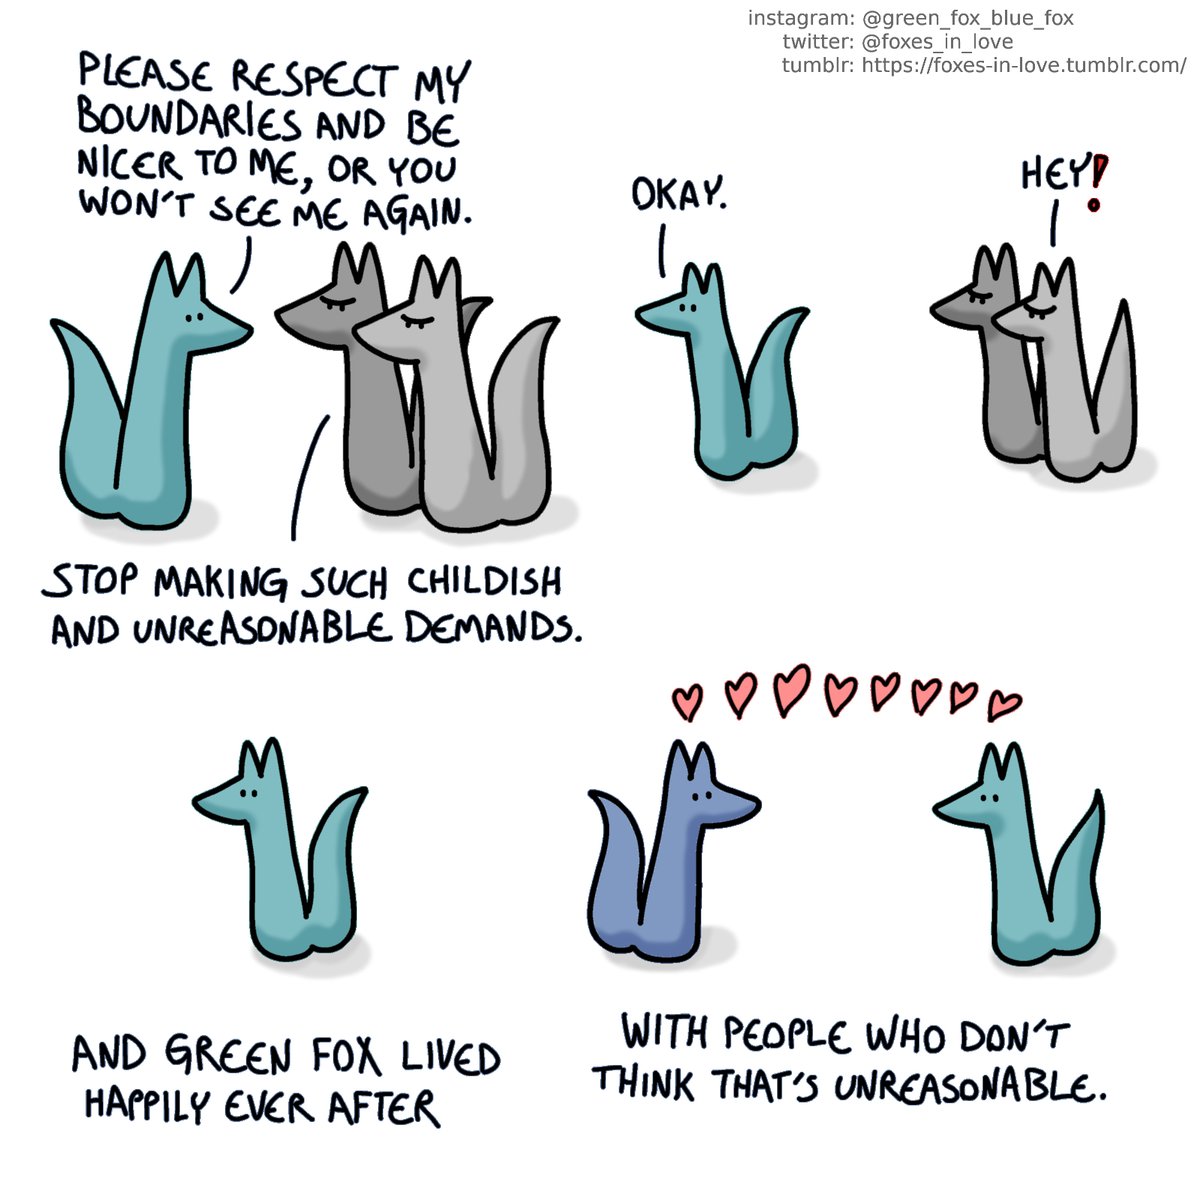 instagram: @green_fox_blue_fox
twitter: @foxes_in_love
tumblr: https://foxes-in-love.tumblr.com/
PLEASE RESPECT MY
BOUNDARIES AND BE
NICER TO ME, OR YOU
WON'T SEE ME AGAIN.
STOP MAKING SUCH CHILDISH
AND UNREASONABLE DEMANDS.
OKAY.
HEY!
AND GREEN FOX LIVED
HAPPILY EVER AFTER
WITH PEOPLE WHO DON'T
THINK THAT'S UNREASONABLE.